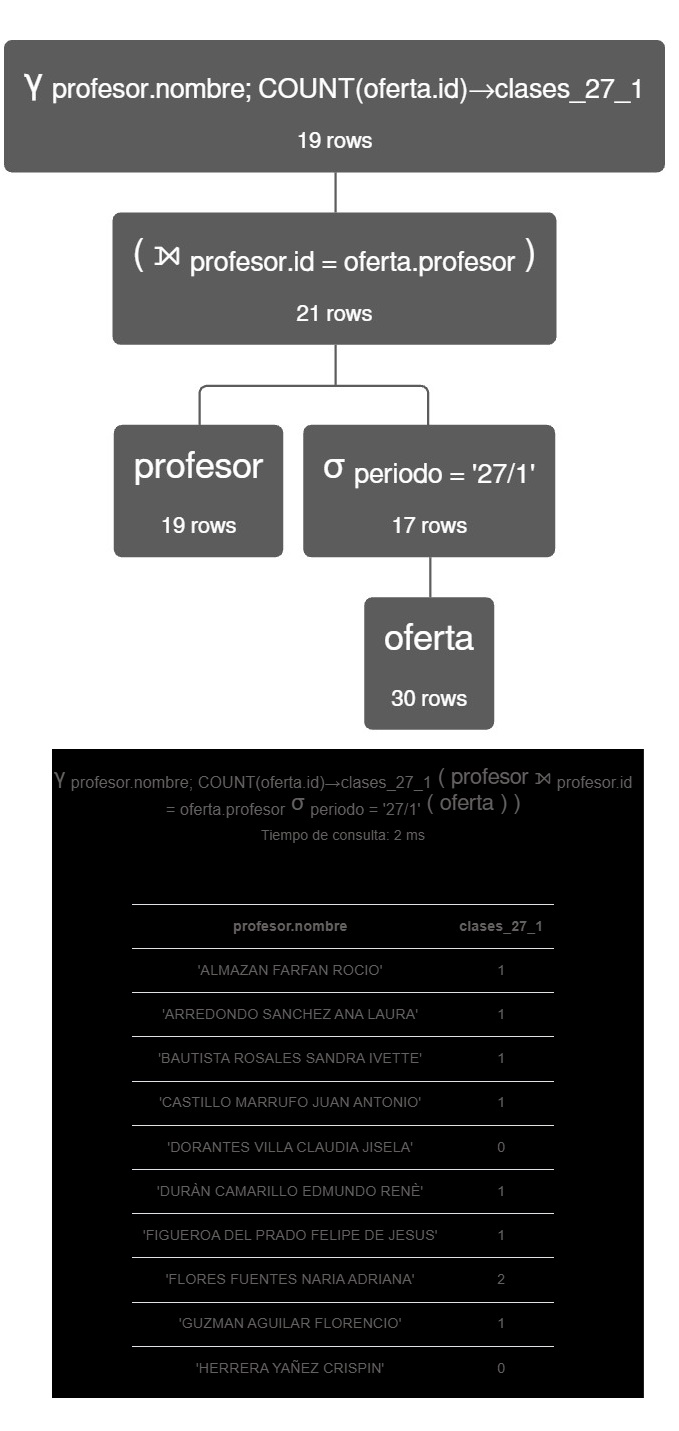 γ profesor.nombre; COUNT(oferta.id)→clases_27_1
19 rows
( ⟕ profesor.id = oferta.profesor )
21 rows
profesor
19 rows
σ periodo = '27/1'
17 rows
oferta
30 rows
γ profesor.nombre; COUNT(oferta.id)→clases_27_1 ( profesor ⟕ profesor.id
= oferta.profesor σ periodo = '27/1' ( oferta ) )
Tiempo de consulta: 2 ms
profesor.nombre clases_27_1
'ALMAZAN FARFAN ROCIO' 1
'ARREDONDO SANCHEZ ANA LAURA' 1
'BAUTISTA ROSALES SANDRA IVETTE' 1
'CASTILLO MARRUFO JUAN ANTONIO' 1
'DORANTES VILLA CLAUDIA JISELA' 0
'DURÀN CAMARILLO EDMUNDO RENÈ' 1
'FIGUEROA DEL PRADO FELIPE DE JESUS' 1
'FLORES FUENTES NARIA ADRIANA' 2
'GUZMAN AGUILAR FLORENCIO' 1
'HERRERA YAÑEZ CRISPIN' 0